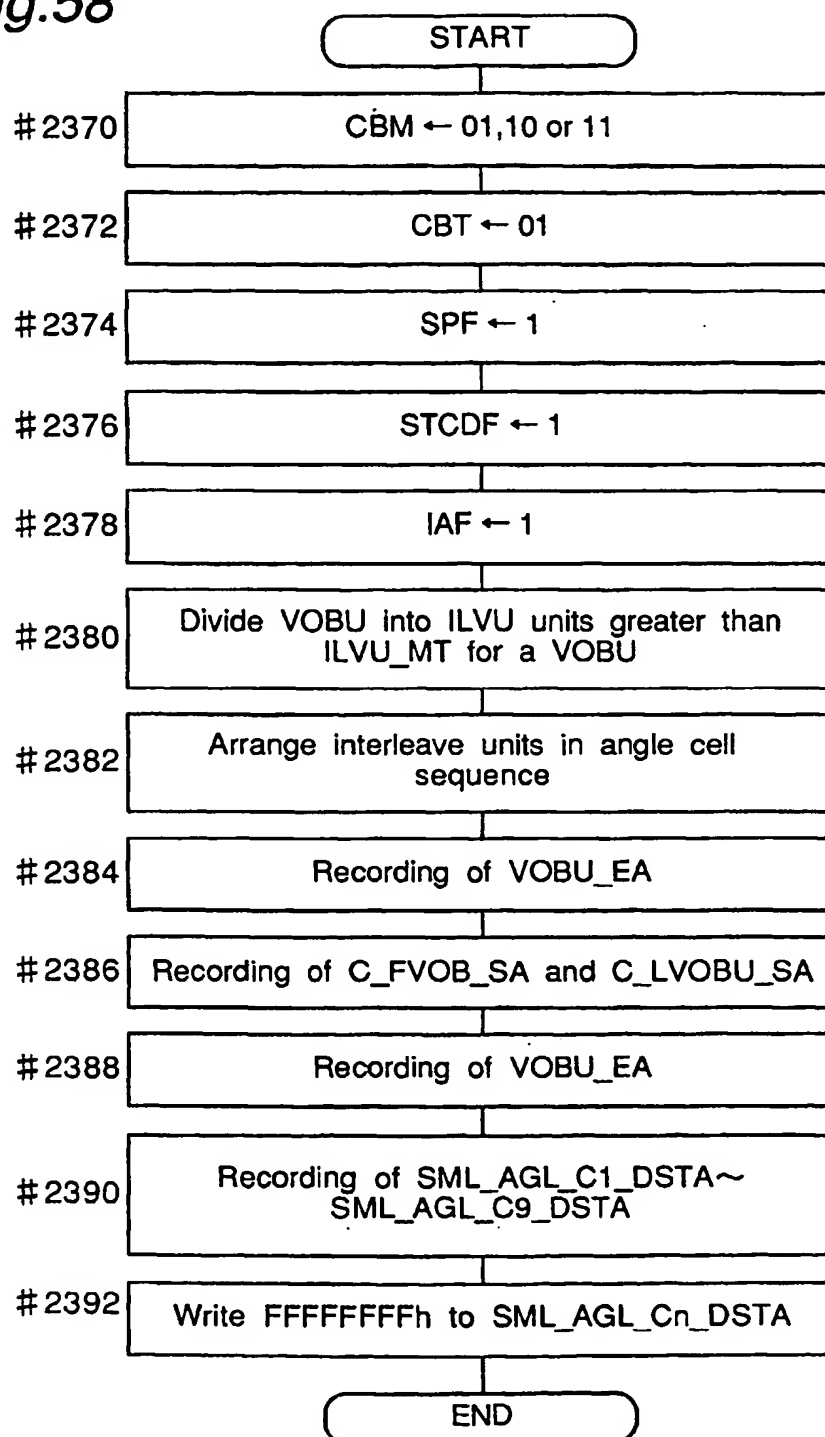 ig.58
START
#2370 CBM ← 01,10 or 11
#2372 CBT ← 01
#2374 SPF ← 1
#2376 STCDF ← 1
#2378 IAF ← 1
#2380 Divide VOBU into ILVU units greater than
ILVU_MT for a VOBU
#2382 Arrange interleave units in angle cell
sequence
#2384 Recording of VOBU_EA
#2386 Recording of C_FVOB_SA and C_LVOBU_SA
#2388 Recording of VOBU_EA
#2390 Recording of SML_AGL_C1_DSTA~
SML_AGL_C9_DSTA
#2392 Write FFFFFFFFh to SML_AGL_Cn_DSTA
END